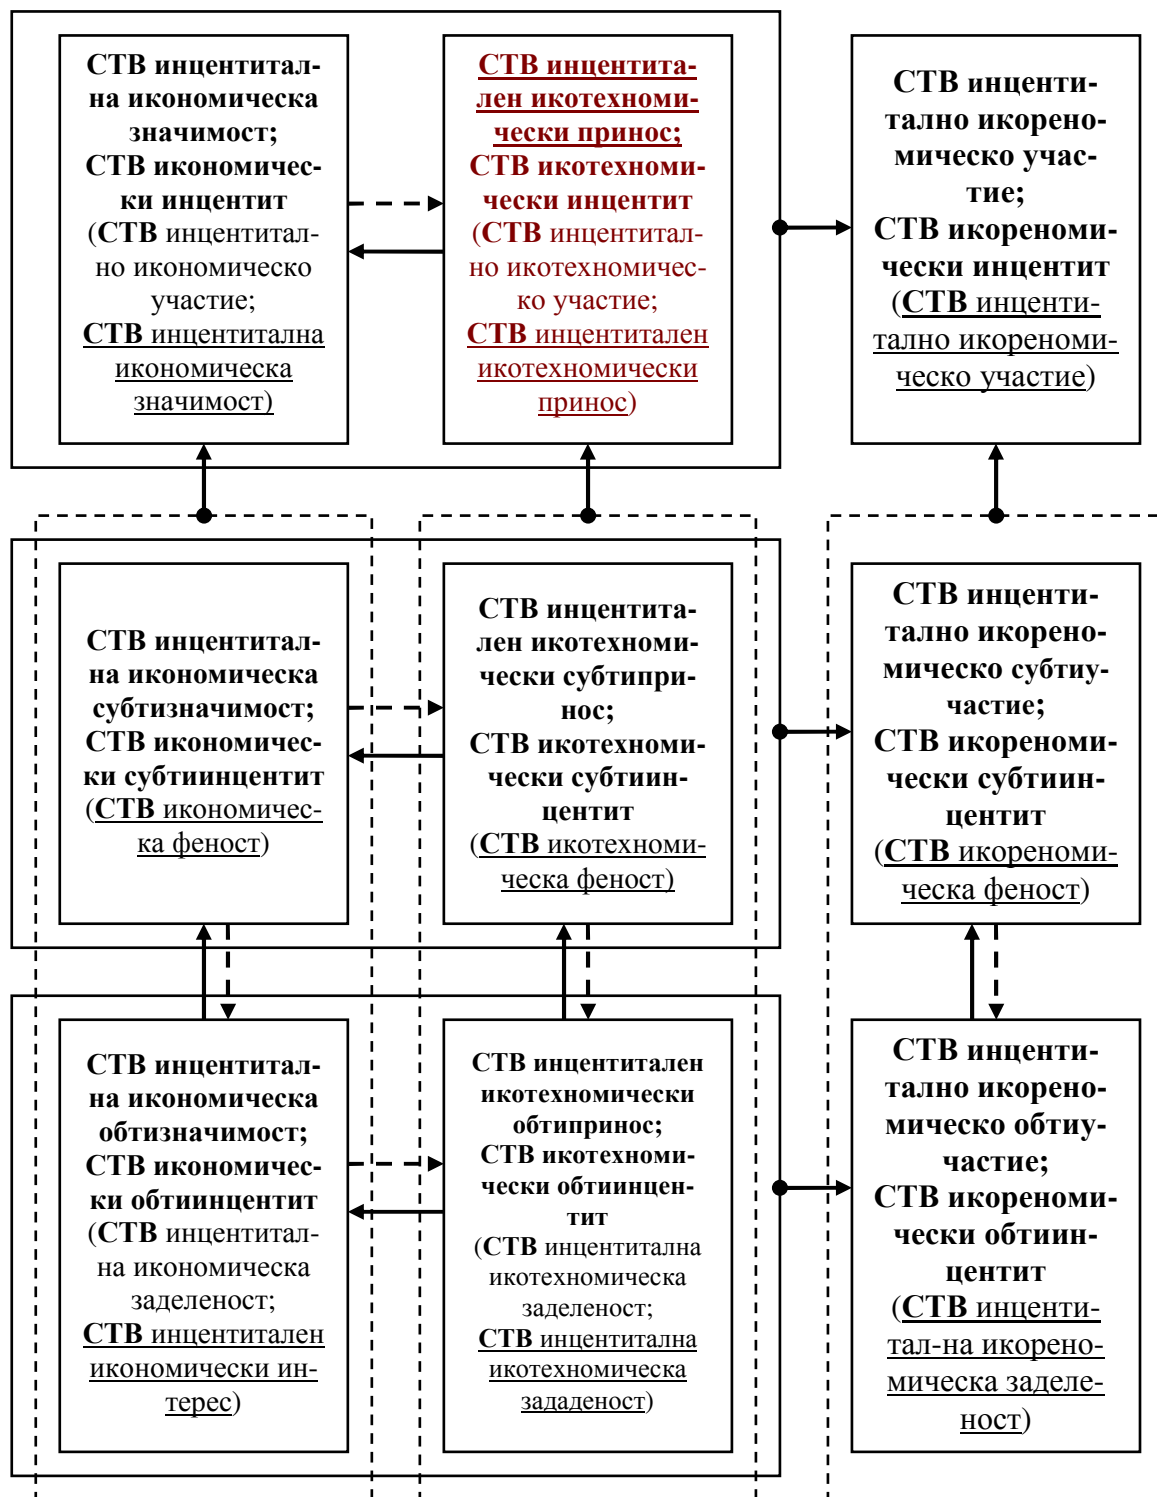 СТВ инцентитал-
на икономическа
значимост;
СТВ икономичес-
ки инцентит
(СТВ инцентитал-
но икономическо
участие;
СТВ инцентитална
икономическа
значимост)
СТВ инцентита-
лен икотехноми-
чески принос;
СТВ икотехноми-
чески инцентит
(СТВ инцентитал-
но икотехномичес-
ко участие;
СТВ инцентитален
икотехномически
принос)
СТВ инценти-
тално икорено-
мическо учас-
тие;
СТВ икореноми-
чески инцентит
(СТВ инценти-
тално икореноми-
ческо участие)
СТВ инцентитал-
на икономическа
субтизначимост;
СТВ икономичес-
ки субтиинцентит
(СТВ икономичес-
ка феност)
СТВ инцентита-
лен икотехноми-
чески субтипри-
нос;
СТВ икотехноми-
чески субтиин-
центит
(СТВ икотехноми-
ческа феност)
СТВ инценти-
тално икорено-
мическо субтиу-
частие;
СТВ икореноми-
чески субтиин-
центит
(СТВ икореноми-
ческа феност)
СТВ инцентитал-
на икономическа
обтизначимост;
СТВ икономичес-
ки обтиинцентит
(СТВ инцентитал-
на икономическа
заделеност;
СТВ инцентитален
икономически ин-
терес)
СТВ инцентитален
икотехномически
обтипринос;
СТВ икотехноми-
чески обтиинцен-
тит
(СТВ инцентитална
икотехномическа
заделеност;
СТВ инцентитална
икотехномическа
зададеност)
СТВ инценти-
тално икорено-
мическо обтиу-
частие;
СТВ икореноми-
чески обтиин-
центит
(СТВ инценти-
тал-на икорено-
мическа заделе-
ност)